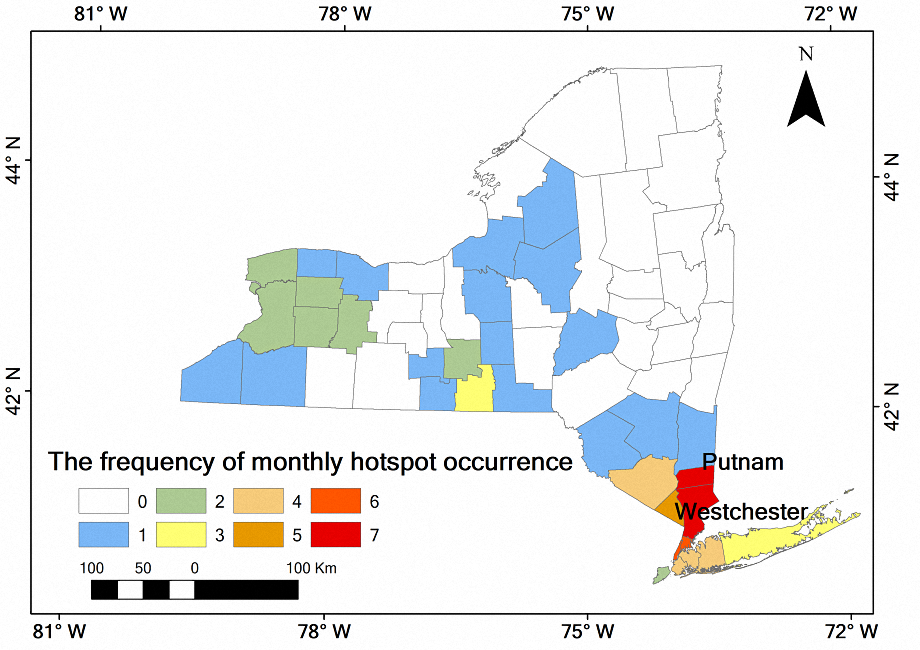 81° W 78° W 75° W 72° W
N
44° N
44° N
42° N
42° N
The frequency of monthly hotspot occurrence
Putnam
0 2 4 6
Westchester
1 3 5 7
100 50 0 100 Km
81° W 78° W 75° W 72° W